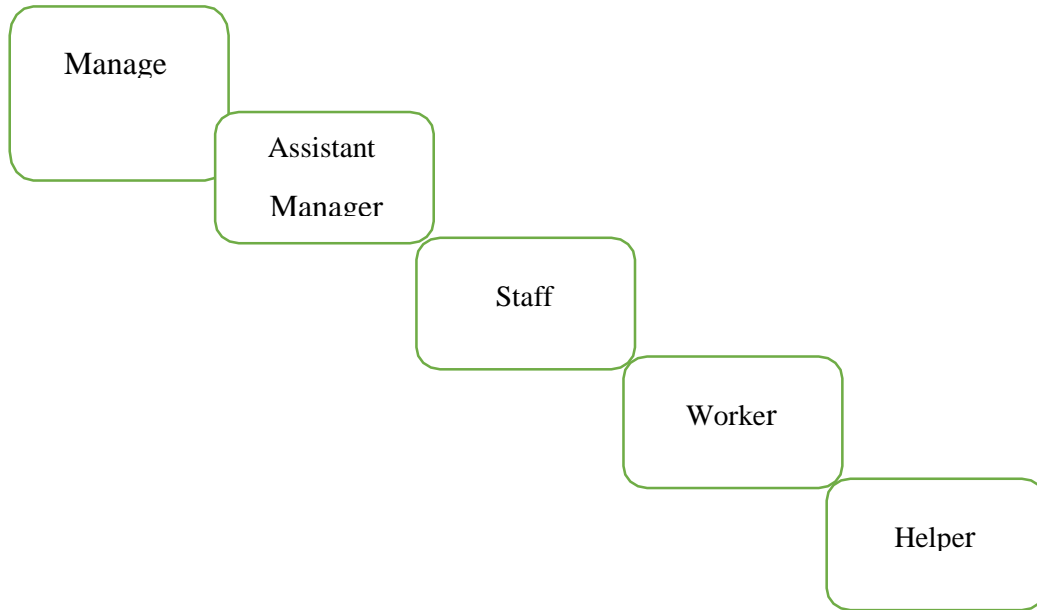 Manage
Assistant
Manager
Staff
Worker
Helper